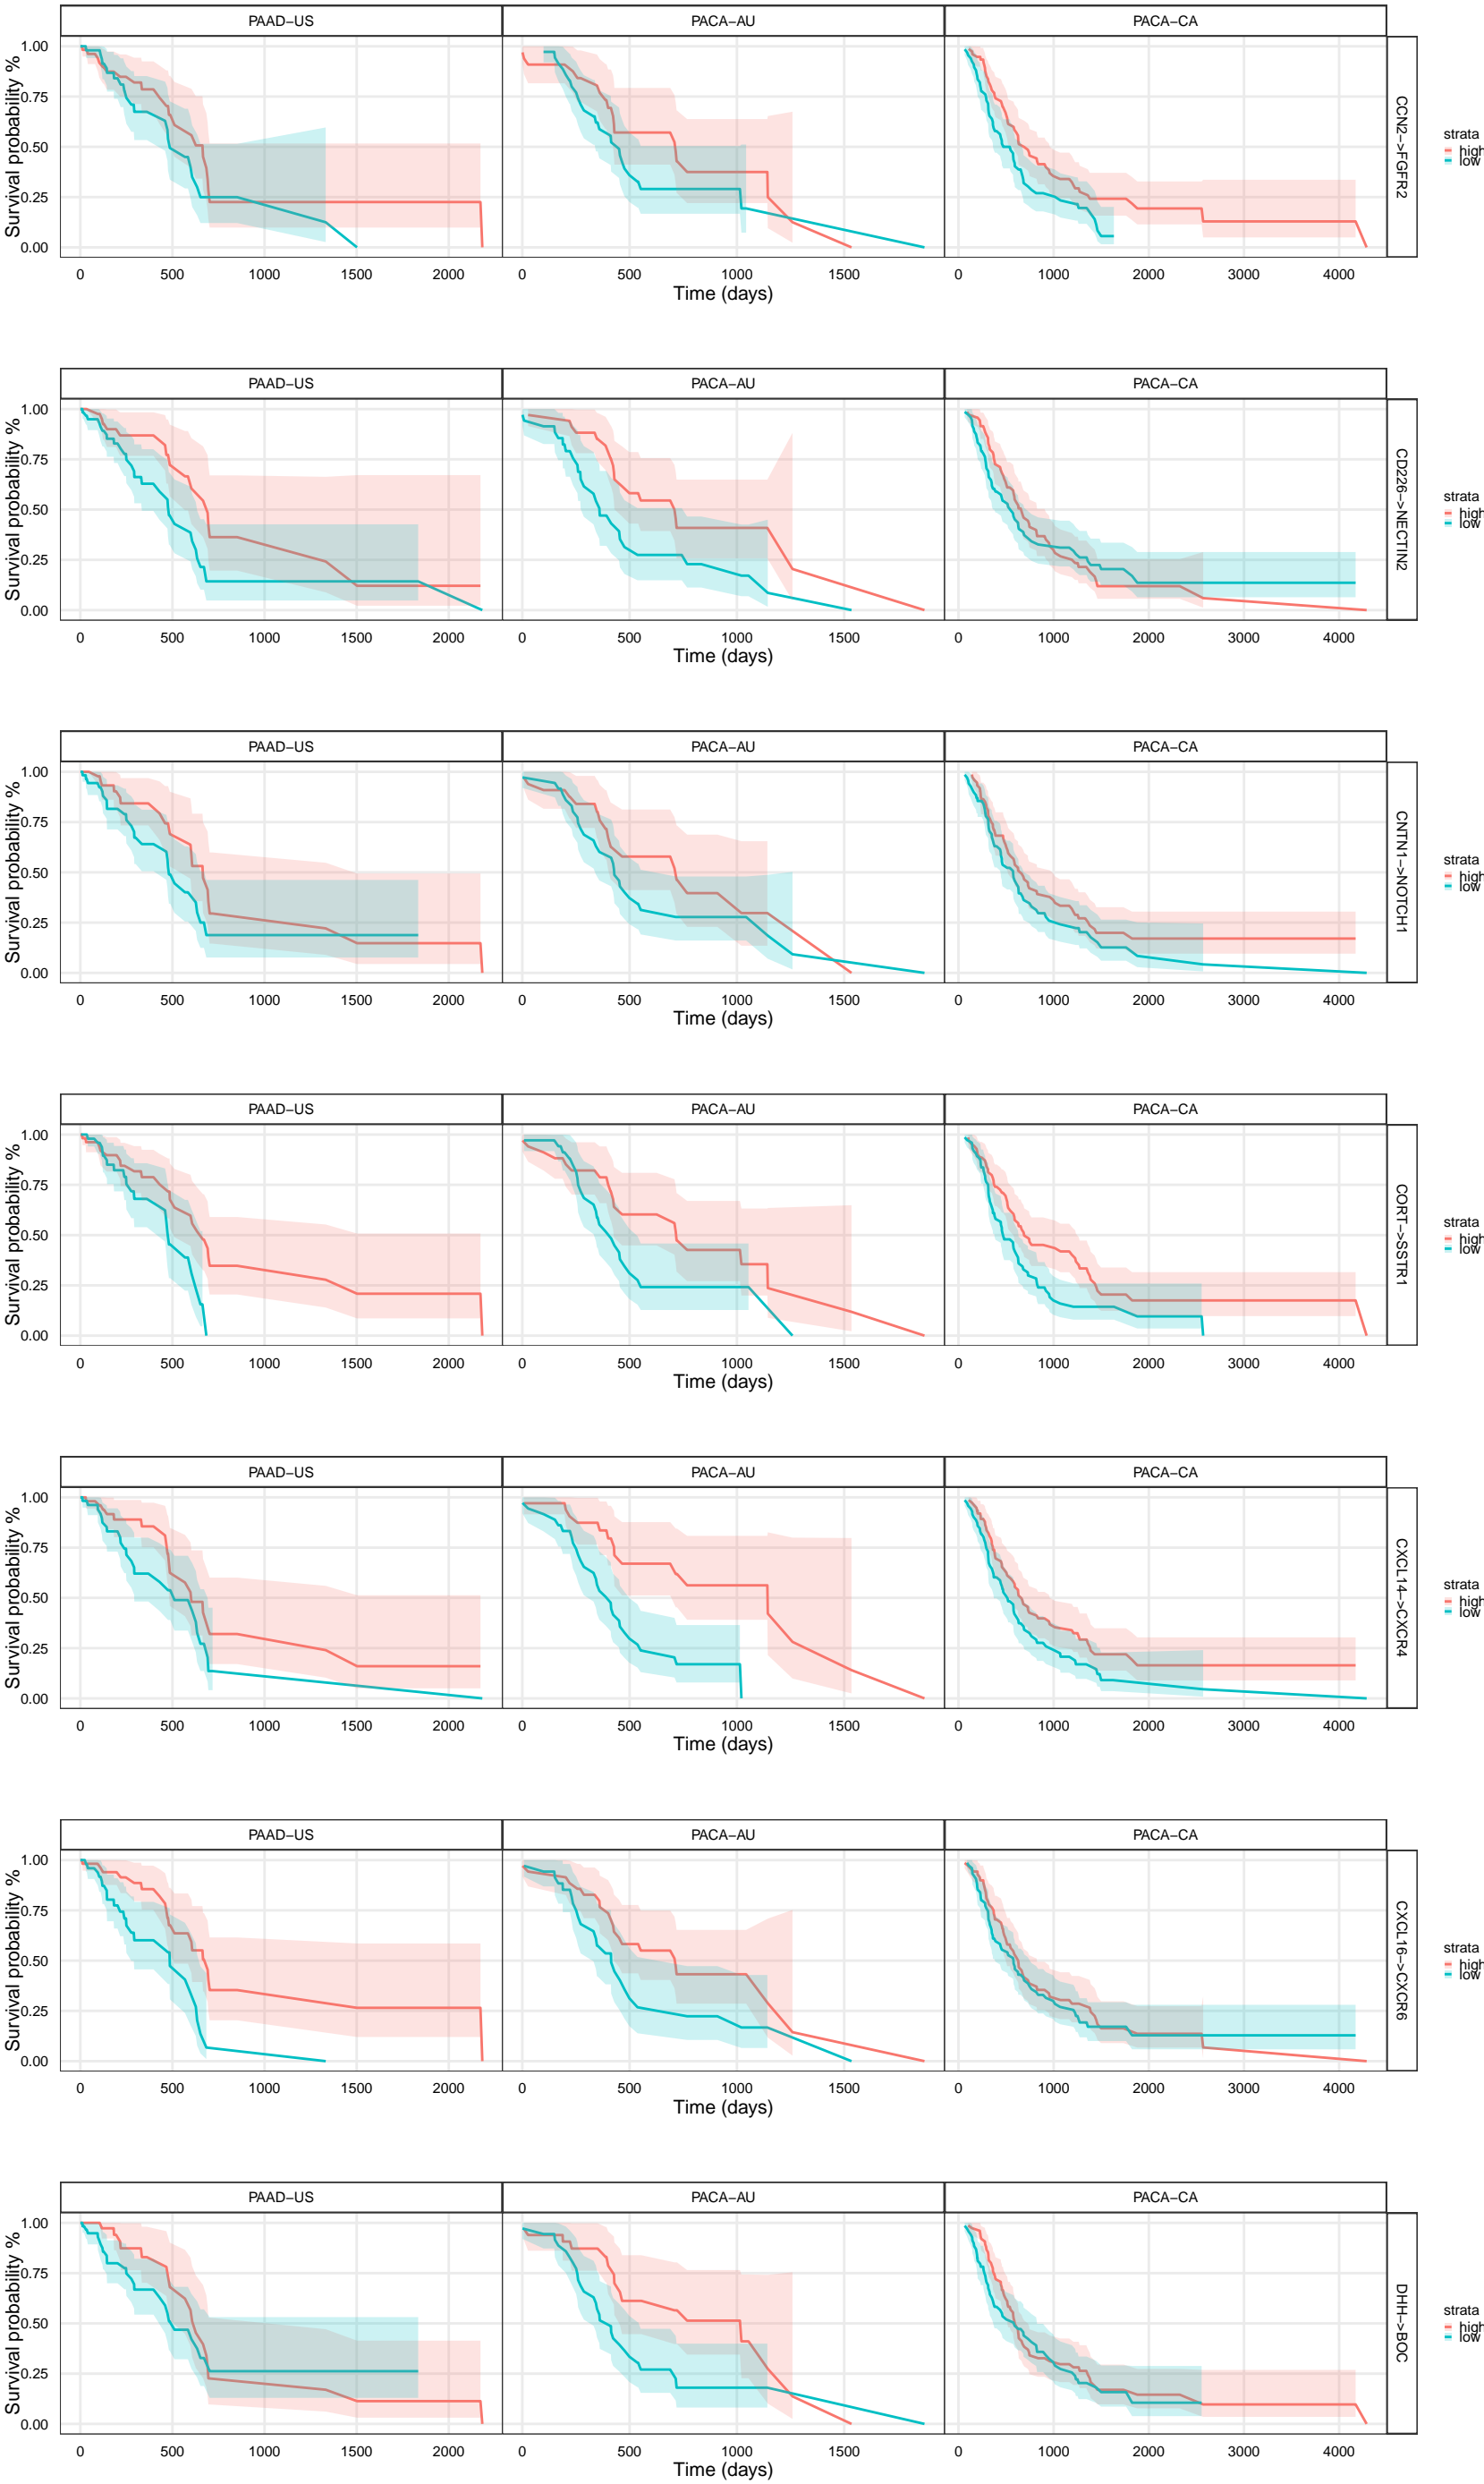 PAAD−US PACA−AU PACA−CA
1.00
0.75
0.50
0.25
0.00
Survival probability %
CCN2−>FGFR2
strata
high
low
0 500 1000 1500 2000 0 500 1000 1500 0 1000 2000 3000 4000
Time (days)
PAAD−US PACA−AU PACA−CA
1.00
0.75
0.50
0.25
0.00
Survival probability %
CD226−>NECTIN2
strata
high
low
0 500 1000 1500 2000 0 500 1000 1500 0 1000 2000 3000 4000
Time (days)
PAAD−US PACA−AU PACA−CA
1.00
0.75
0.50
0.25
0.00
Survival probability %
CNTN1−>NOTCH1
strata
high
low
0 500 1000 1500 2000 0 500 1000 1500 0 1000 2000 3000 4000
Time (days)
PAAD−US PACA−AU PACA−CA
1.00
0.75
0.50
0.25
0.00
Survival probability %
CORT−>SSTR1
strata
high
low
0 500 1000 1500 2000 0 500 1000 1500 0 1000 2000 3000 4000
Time (days)
PAAD−US PACA−AU PACA−CA
1.00
0.75
0.50
0.25
0.00
Survival probability %
CXCL14−>CXCR4
strata
high
low
0 500 1000 1500 2000 0 500 1000 1500 0 1000 2000 3000 4000
Time (days)
PAAD−US PACA−AU PACA−CA
1.00
0.75
0.50
0.25
0.00
Survival probability %
CXCL16−>CXCR6
strata
high
low
0 500 1000 1500 2000 0 500 1000 1500 0 1000 2000 3000 4000
Time (days)
PAAD−US PACA−AU PACA−CA
1.00
0.75
0.50
0.25
0.00
Survival probability %
DHH−>BOC
strata
high
low
0 500 1000 1500 2000 0 500 1000 1500 0 1000 2000 3000 4000
Time (days)